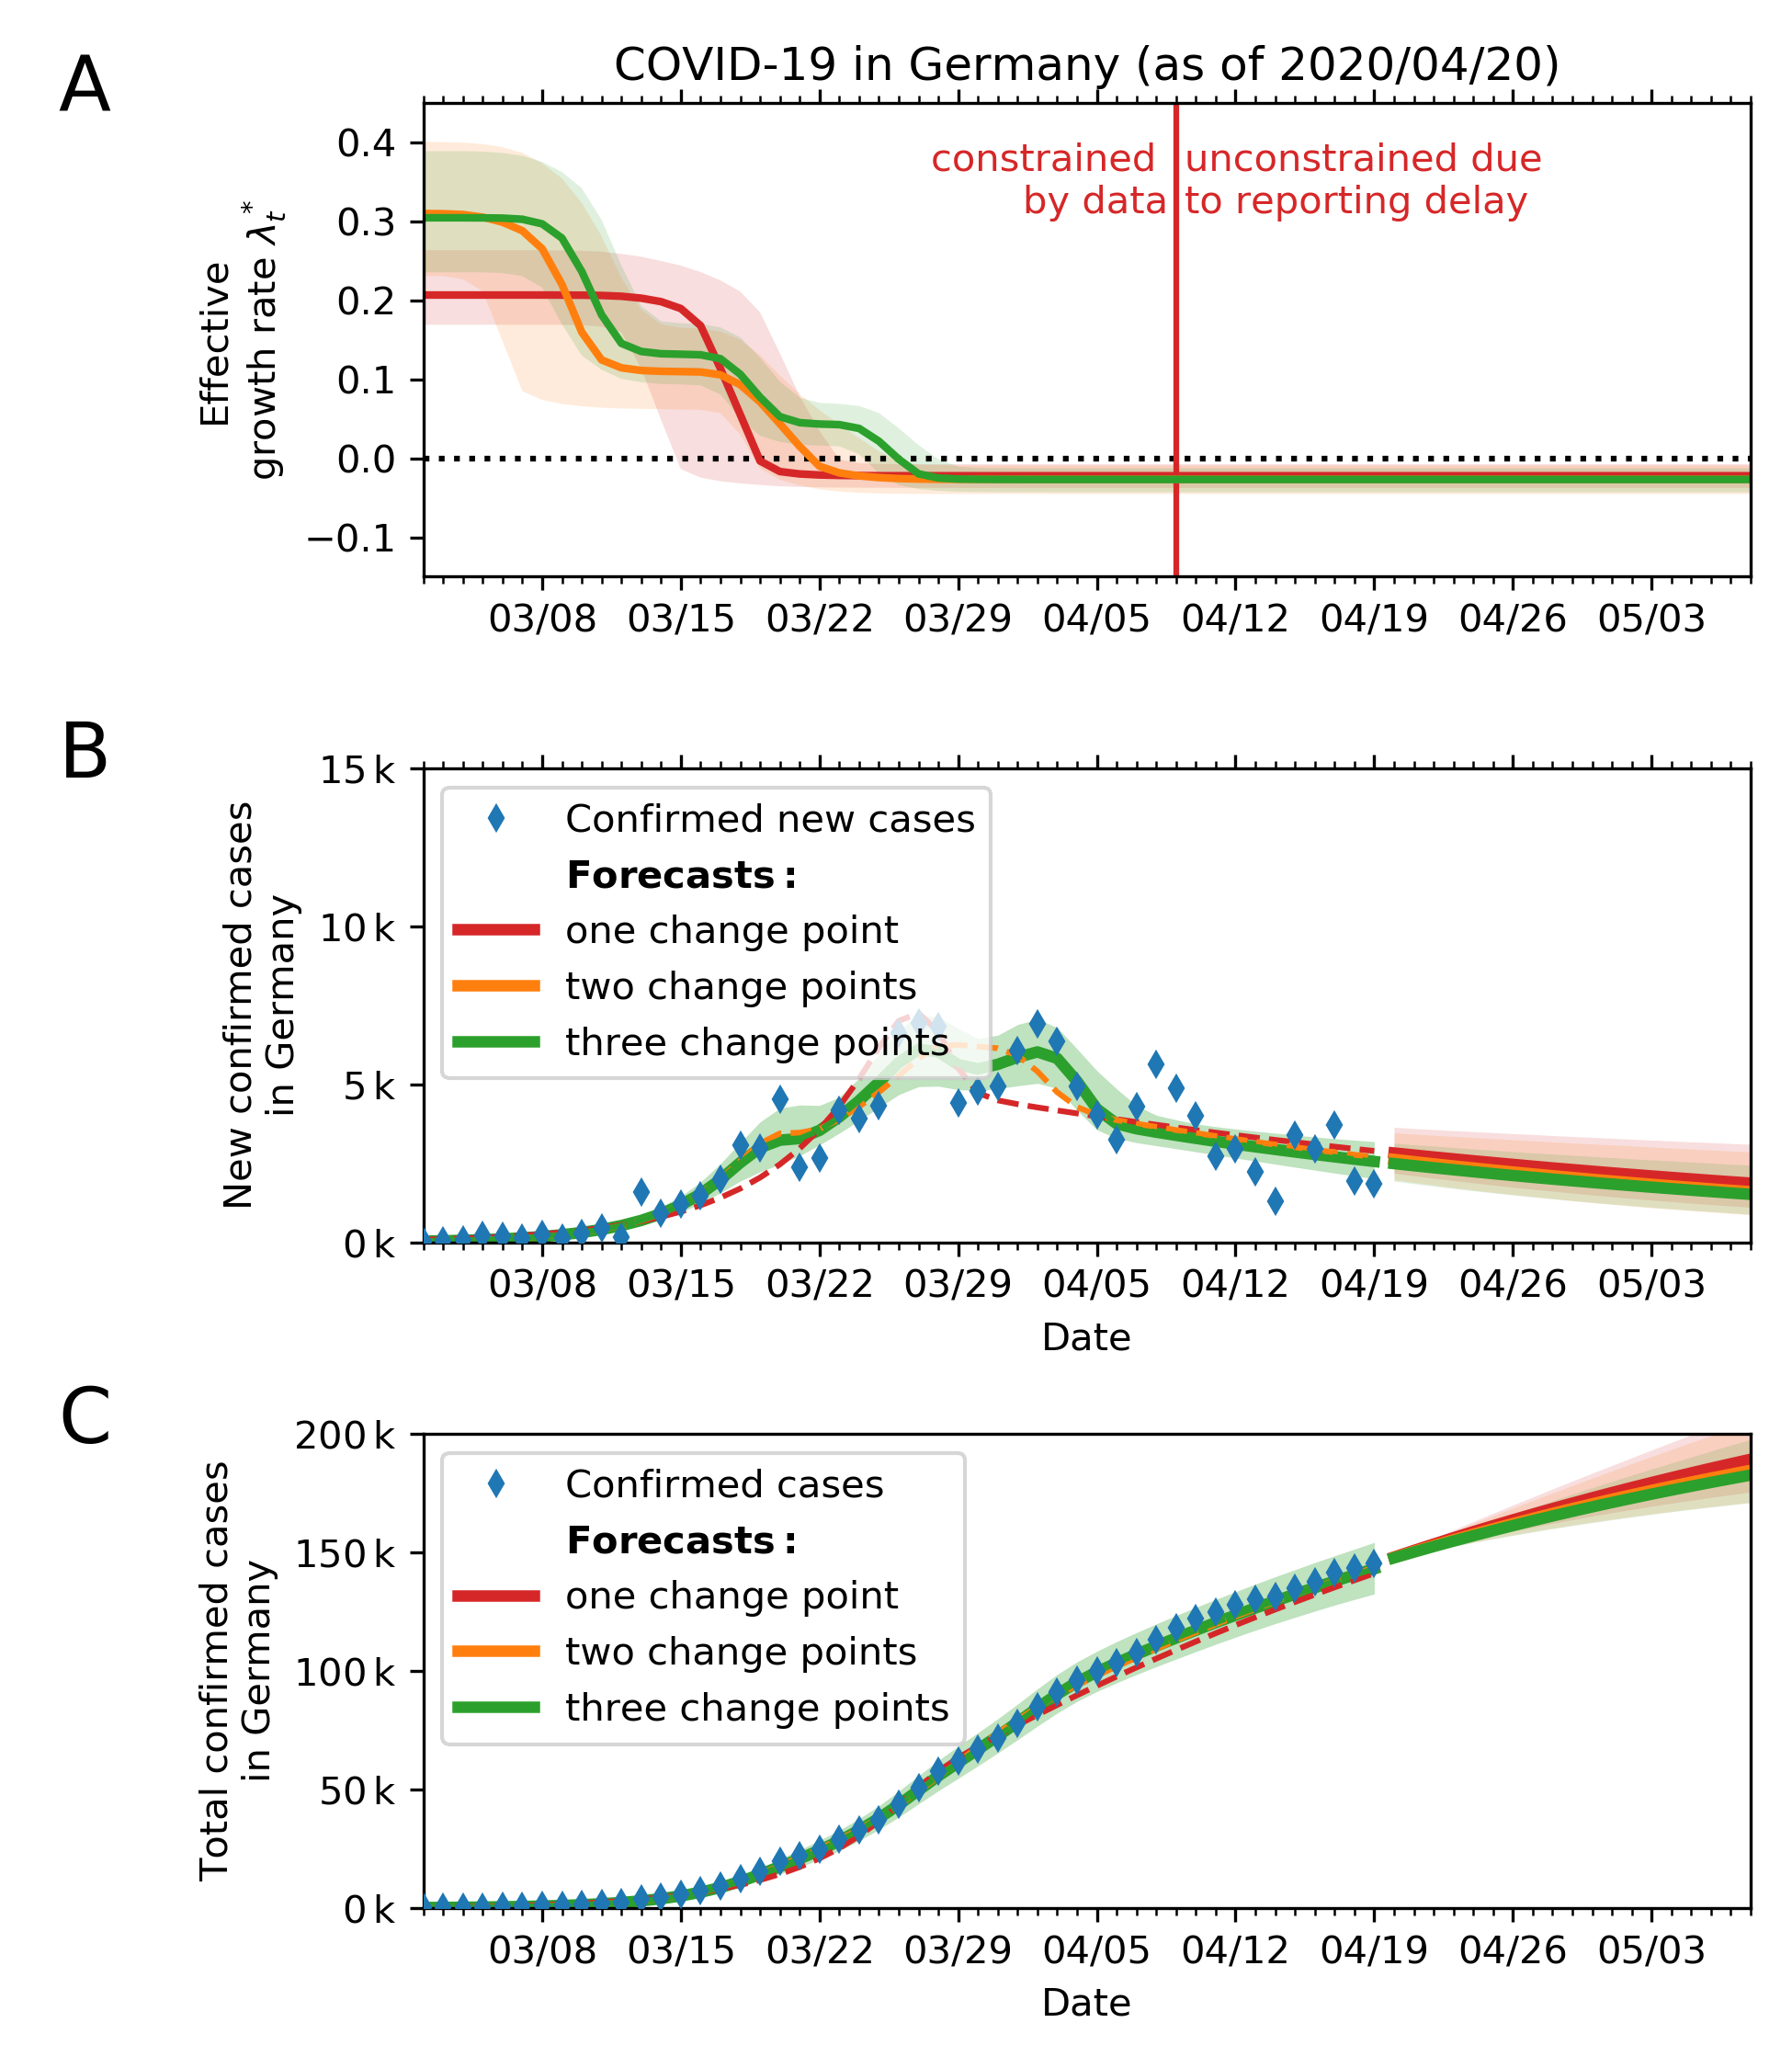 A
COVID-19 in Germany (as of 2020/04/20)
Effective
growth rate λ*t
0.4
0.3
0.2
0.1
0.0
−0.1
constrained
by data
unconstrained due
to reporting delay
03/08 03/15 03/22 03/29 04/05 04/12 04/19 04/26 05/03
B
New confirmed cases
in Germany
15 k
10 k
5 k
0 k
Confirmed new cases
Forecasts :
one change point
two change points
three change points
03/08 03/15 03/22 03/29 04/05 04/12 04/19 04/26 05/03
Date
C
Total confirmed cases
in Germany
200 k
150 k
100 k
50 k
0 k
Confirmed cases
Forecasts :
one change point
two change points
three change points
03/08 03/15 03/22 03/29 04/05 04/12 04/19 04/26 05/03
Date